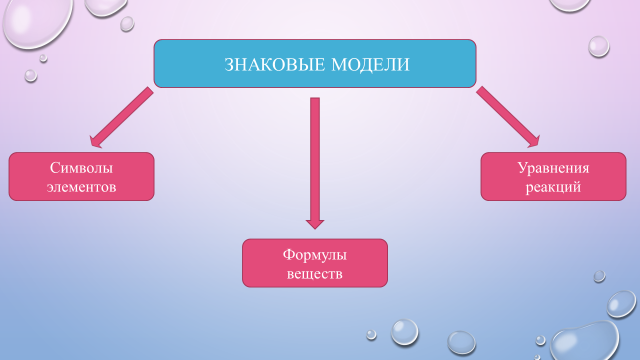 ЗНАКОВЫЕ МОДЕЛИ
Символы
элементов
Уравнения
реакций
Формулы
веществ